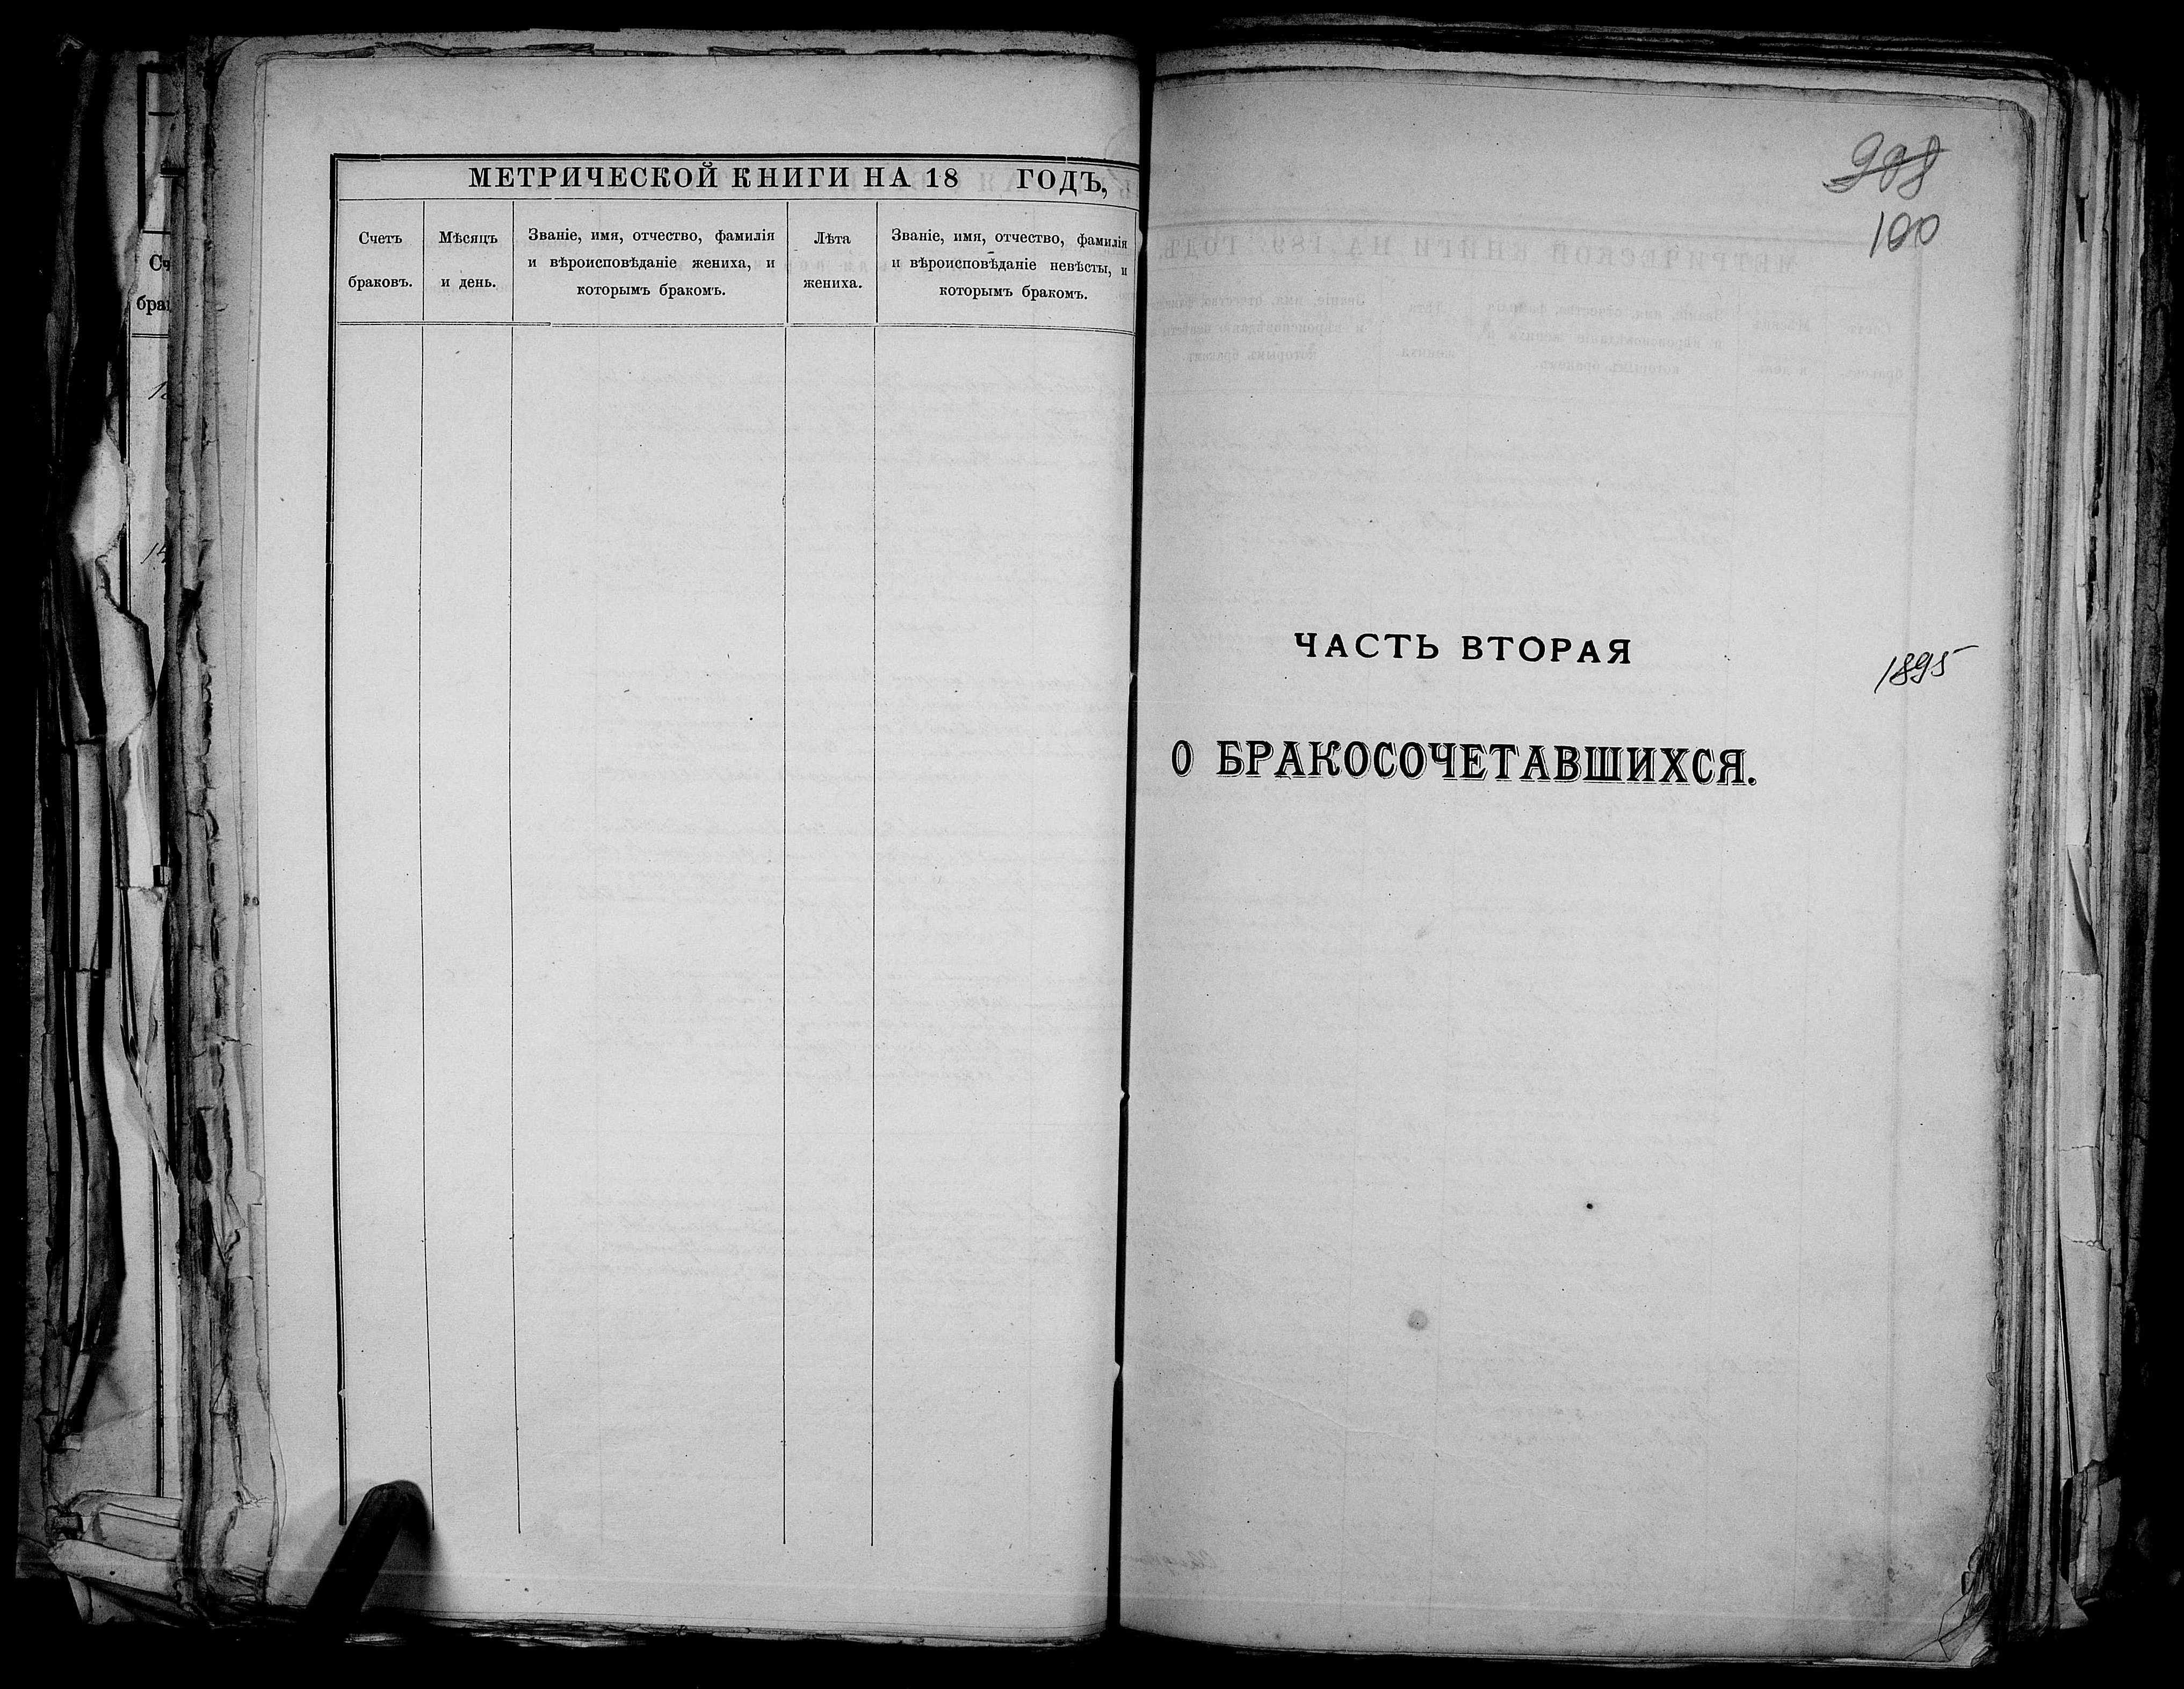 МЕТРИЧЕСКОЙ КНИГИ НА 18 ГОДЪ,
Счетъ
браковъ.
Мѣсяцъ
и день.
Званіе, имя, отчество, фамилія
и вѣроисповѣданіе жениха, и
которымъ бракомъ.
Лѣта
жениха.
Званіе, имя, отчество, фамилія
и вѣроисповѣданіе невѣсты, и
которымъ бракомъ.
100
ЧАСТЬ ВТОРАЯ
1895
О БРАКОСОЧЕТАВШИХСЯ.